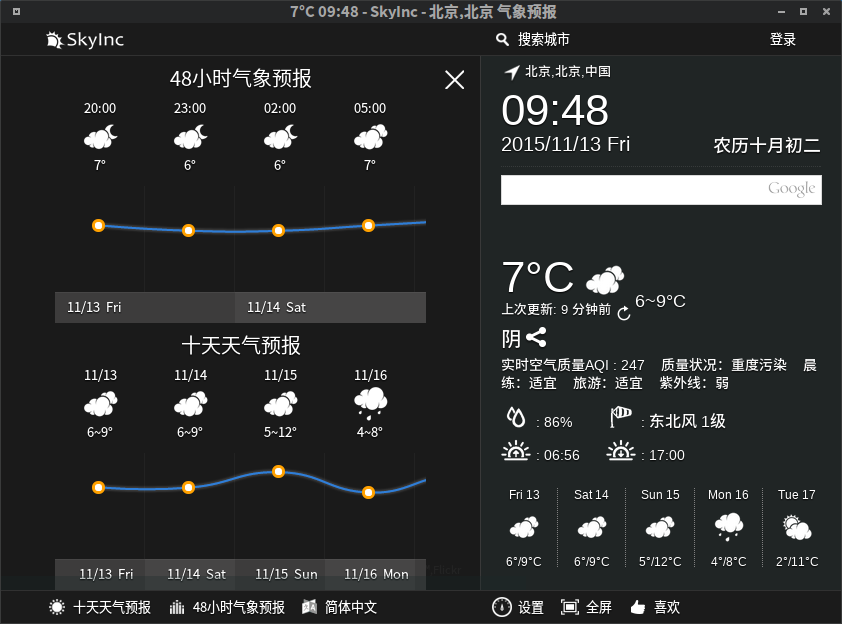 7°C 09:48 - SkyInc - 北京,北京 气象预报
SkyInc
搜索城市
登录
48小时气象预报
20:00 23:00 02:00 05:00
7° 6° 6° 7°
11/13 Fri 11/14 Sat
十天天气预报
11/13 11/14 11/15 11/16
6~9° 6~9° 5~12° 4~8°
11/13 Fri 11/14 Sat 11/15 Sun 11/16 Mon
Flickr
北京,北京,中国
09:48
2015/11/13 Fri 农历十月初二
Google
7°C
6~9°C
上次更新: 9 分钟前
阴
实时空气质量AQI : 247 质量状况: 重度污染 晨
练: 适宜 旅游: 适宜 紫外线: 弱
: 86% : 东北风 1级
: 06:56 : 17:00
Fri 13 Sat 14 Sun 15 Mon 16 Tue 17
6°/9°C 6°/9°C 5°/12°C 4°/8°C 2°/11°C
十天天气预报 48小时气象预报 简体中文
设置 全屏 喜欢